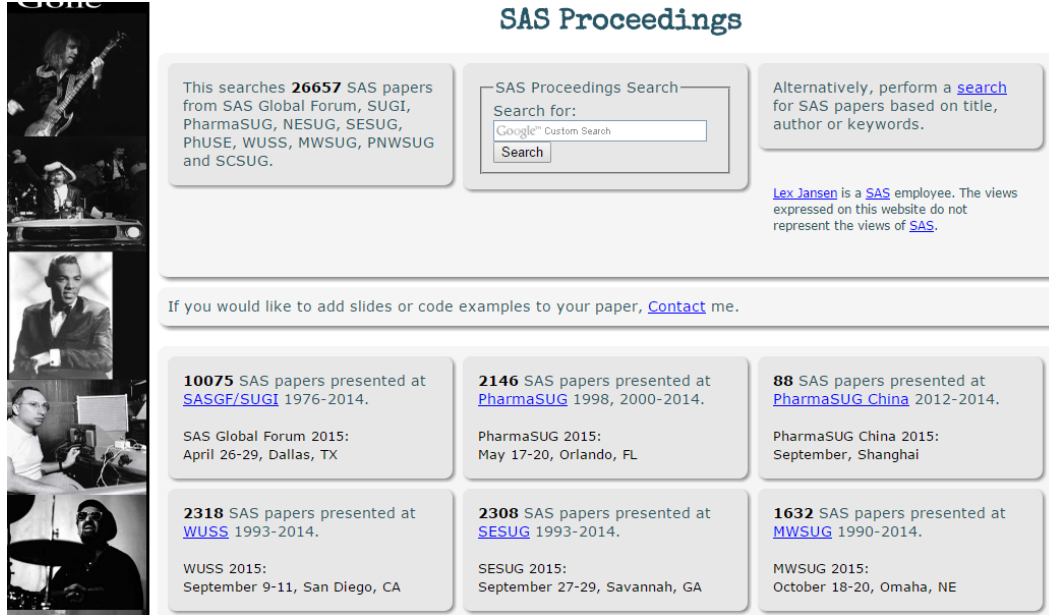 Gone
SAS Proceedings
This searches 26657 SAS papers
from SAS Global Forum, SUGI,
PharmaSUG, NESUG, SESUG,
PhUSE, WUSS, MWSUG, PNWSUG
and SCSUG.
SAS Proceedings Search
Search for:
Google™ Custom Search
Search
Alternatively, perform a search
for SAS papers based on title,
author or keywords.
Lex Jansen is a SAS employee. The views
expressed on this website do not
represent the views of SAS.
If you would like to add slides or code examples to your paper, Contact me.
10075 SAS papers presented at
SASGF/SUGI 1976-2014.
SAS Global Forum 2015:
April 26-29, Dallas, TX
2146 SAS papers presented at
PharmaSUG 1998, 2000-2014.
PharmaSUG 2015:
May 17-20, Orlando, FL
88 SAS papers presented at
PharmaSUG China 2012-2014.
PharmaSUG China 2015:
September, Shanghai
2318 SAS papers presented at
WUSS 1993-2014.
WUSS 2015:
September 9-11, San Diego, CA
2308 SAS papers presented at
SESUG 1993-2014.
SESUG 2015:
September 27-29, Savannah, GA
1632 SAS papers presented at
MWSUG 1990-2014.
MWSUG 2015:
October 18-20, Omaha, NE